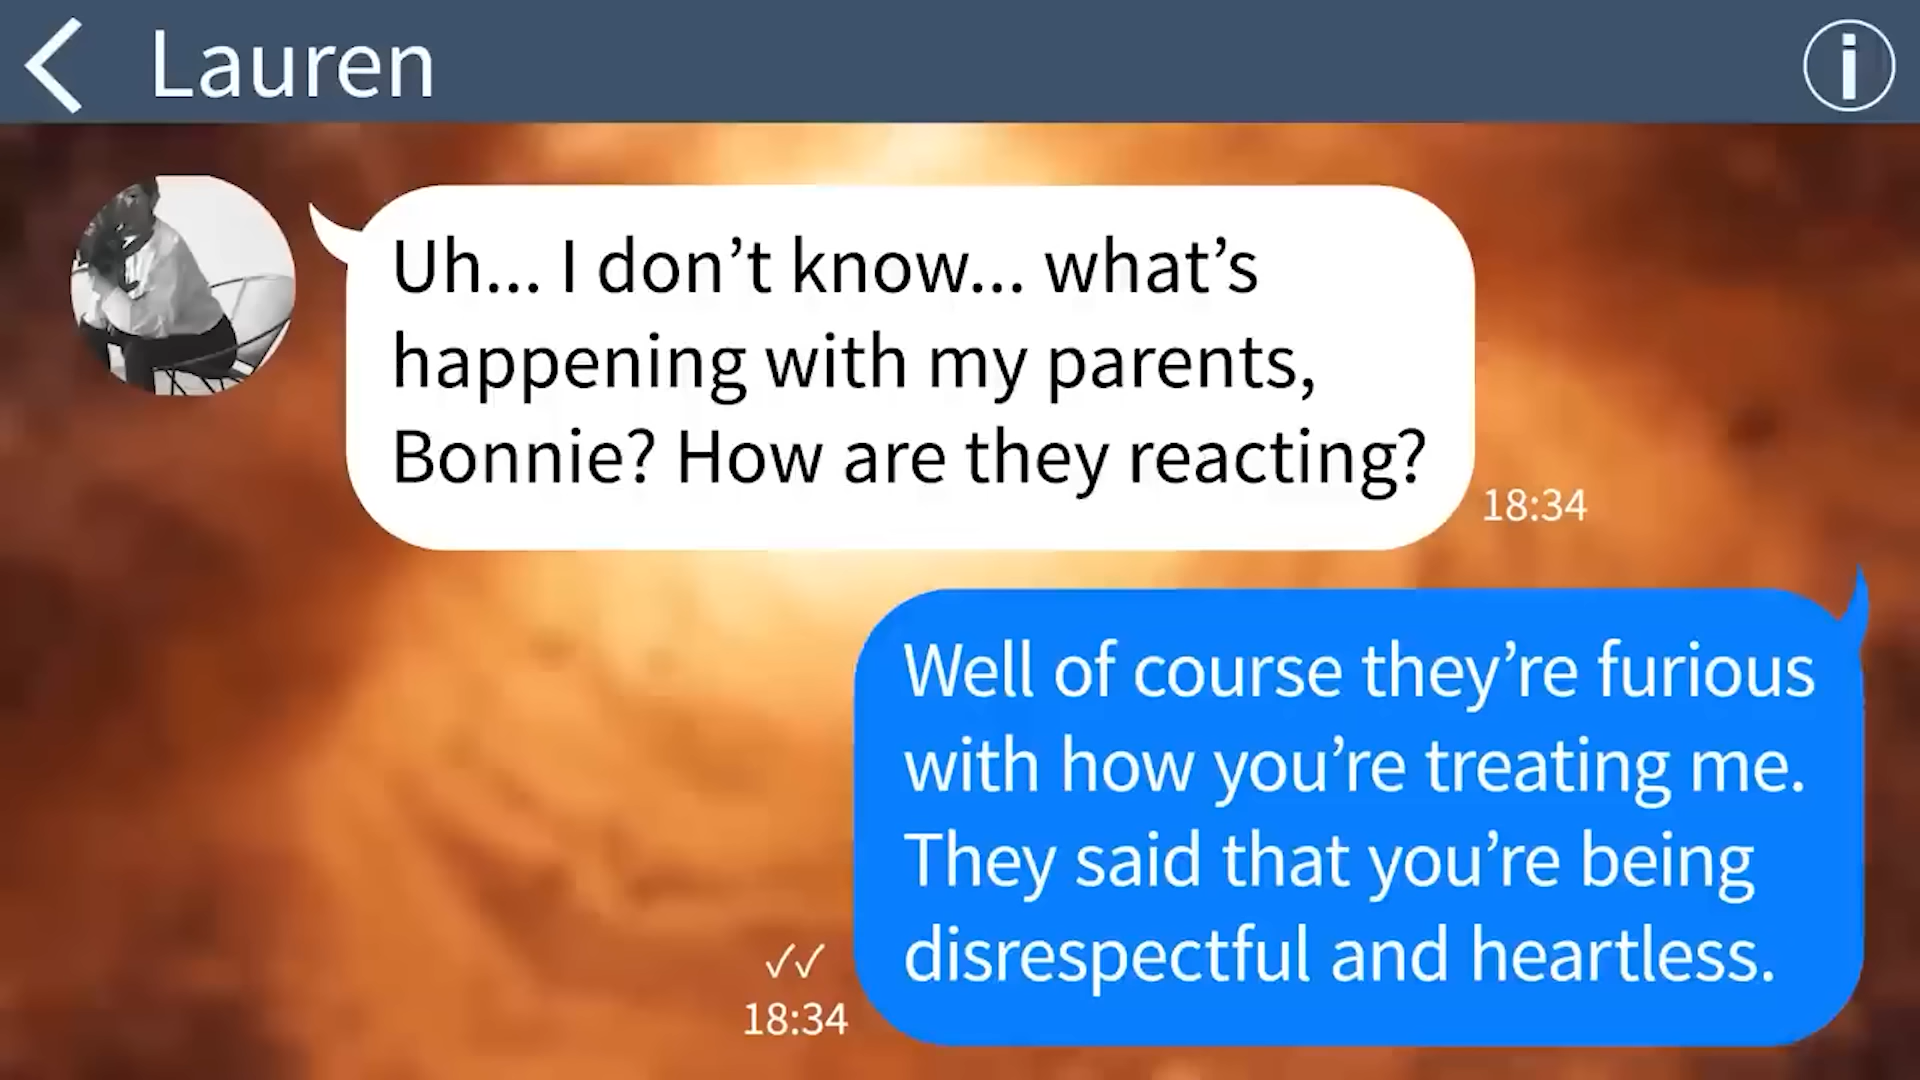 Lauren
Uh... I don’t know... what’s
happening with my parents,
Bonnie? How are they reacting?
18:34
Well of course they’re furious
with how you’re treating me.
They said that you’re being
disrespectful and heartless.
18:34